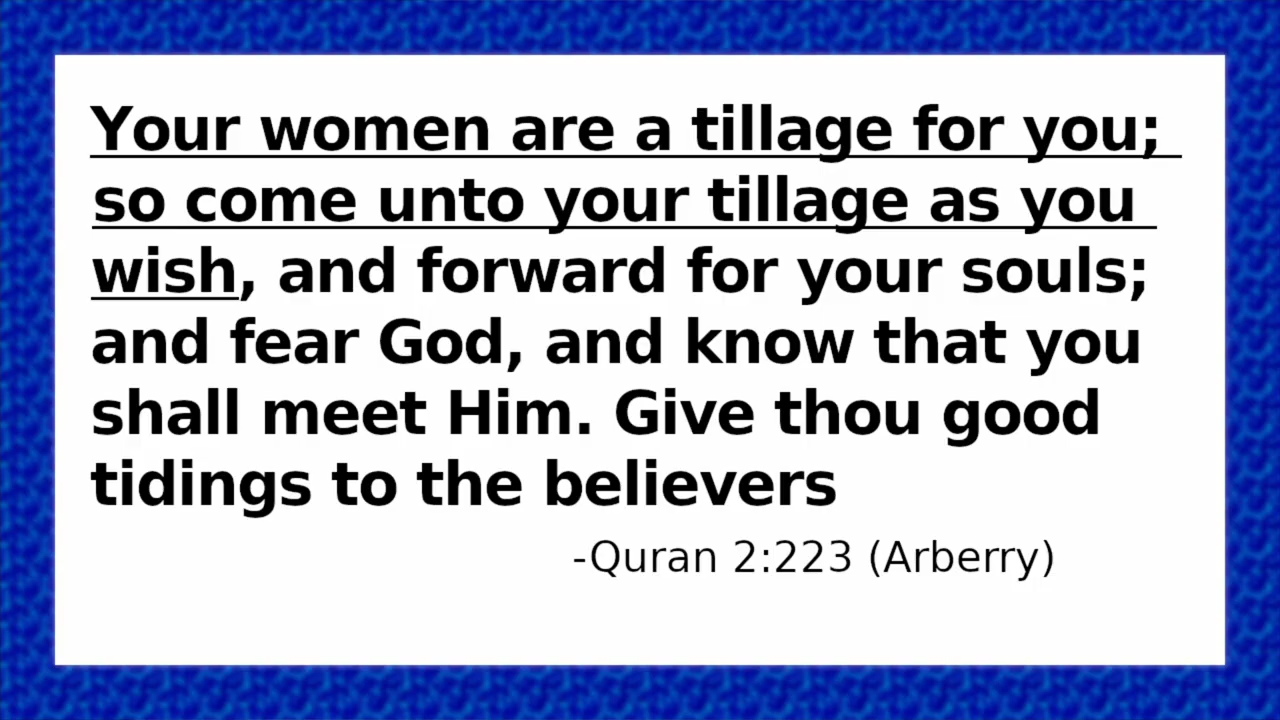 Your women are a tillage for you;
so come unto your tillage as you
wish, and forward for your souls;
and fear God, and know that you
shall meet Him. Give thou good
tidings to the believers
-Quran 2:223 (Arberry)